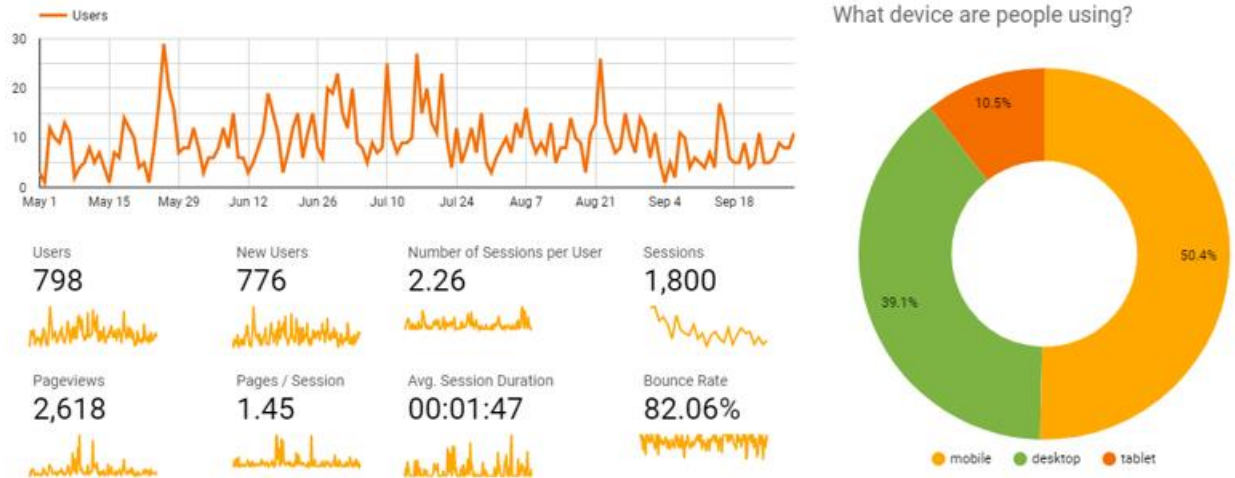 Users
30
20
10
0
May 1 May 15 May 29 Jun 12 Jun 26 Jul 10 Jul 24 Aug 7 Aug 21 Sep 4 Sep 18
Users New Users Number of Sessions per User Sessions
798 776 2.26 1,800
Pageviews Pages / Session Avg. Session Duration Bounce Rate
2,618 1.45 00:01:47 82.06%
What device are people using?
10.5%
50.4%
39.1%
mobile desktop tablet